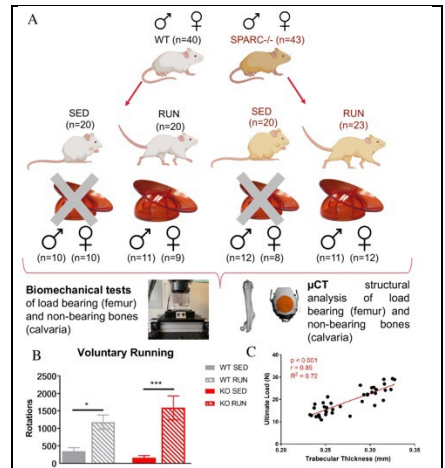 A
WT (n=40)
SPARC-/- (n=43)
SED
(n=20)
RUN
(n=20)
SED
(n=20)
RUN
(n=23)
(n=10) (n=10)
(n=11) (n=9)
(n=12) (n=8)
(n=11) (n=12)
Biomechanical tests
of load bearing (femur)
and non-bearing bones
(calvaria)
µCT structural
analysis of load
bearing (femur) and
non-bearing bones
(calvaria)
B
Voluntary Running
Rotations
2500
2000
1500
1000
500
0
*
***
WT SED
WT RUN
KO SED
KO RUN
C
p < 0.001
r = 0.85
R² = 0.72
Ultimate Load (N)
40
30
20
10
0
0.20
0.25
0.30
0.35
Trabecular Thickness (mm)